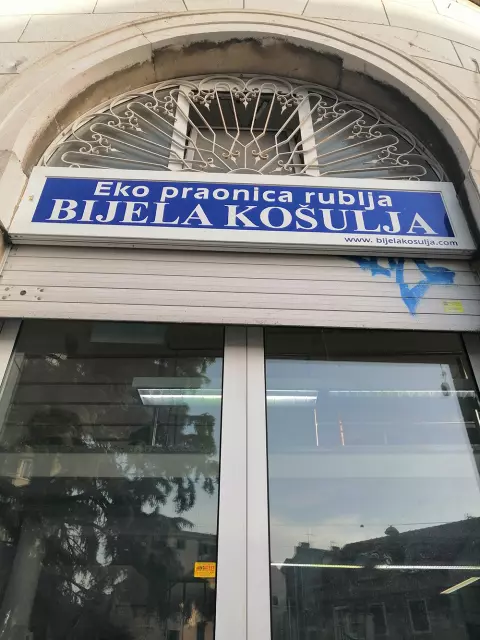 Eko praonica rublja
BIJELA KOŠULJA
www. bijelakosulja.com